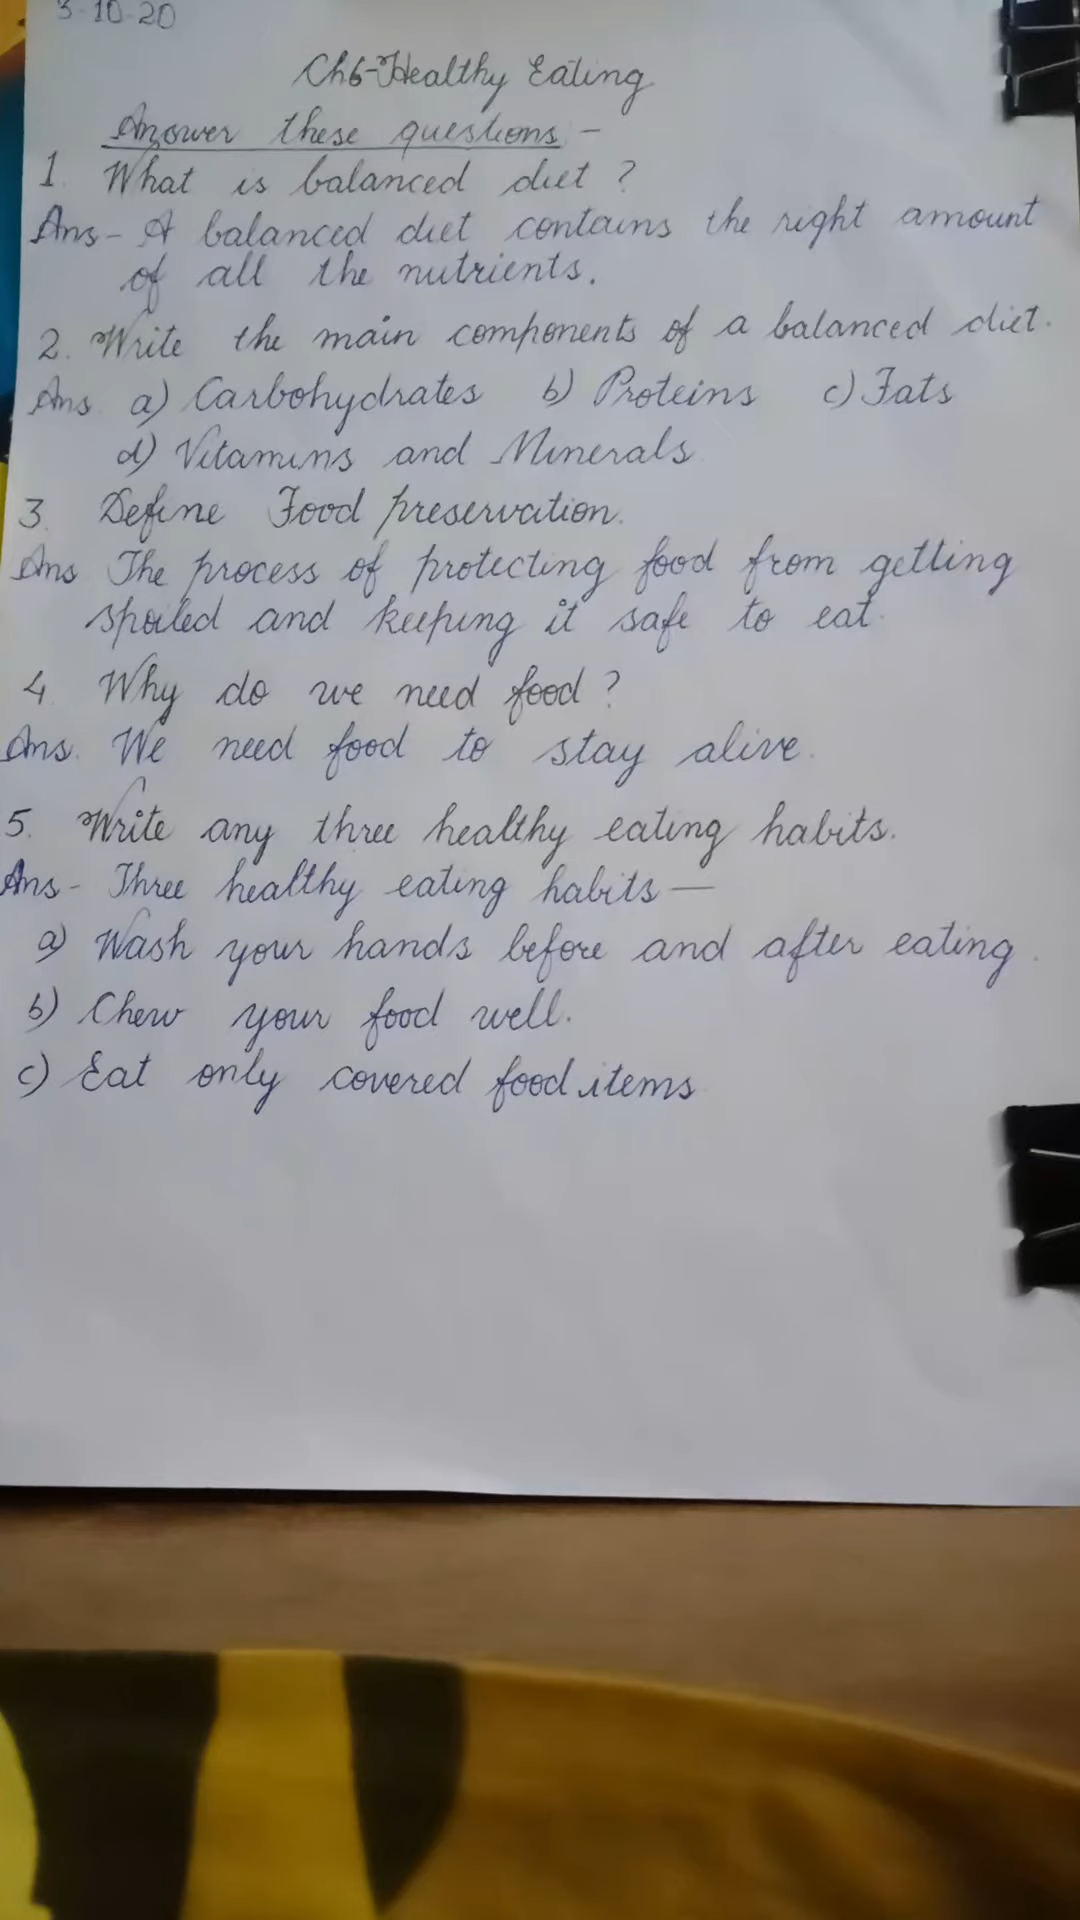 3-10-20
Ch6-Healthy Eating
Answer these questions -
1. What is balanced diet ?
Ans - A balanced diet contains the right amount
of all the nutrients.
2. Write the main components of a balanced diet.
Ans. a) Carbohydrates b) Proteins c) Fats
d) Vitamins and Minerals
3. Define Food preservation.
Ans The process of protecting food from getting
spoiled and keeping it safe to eat.
4. Why do we need food ?
Ans. We need food to stay alive.
5. Write any three healthy eating habits.
Ans - Three healthy eating habits —
a) Wash your hands before and after eating.
b) Chew your food well.
c) Eat only covered food items